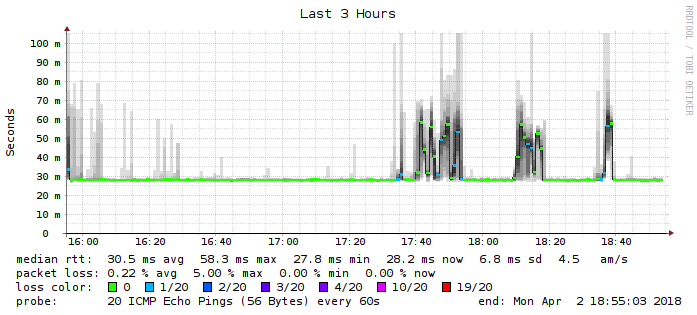 Last 3 Hours
RRDTOOL / TOBI OETIKER
Seconds
100 m
90 m
80 m
70 m
60 m
50 m
40 m
30 m
20 m
10 m
0
16:00 16:20 16:40 17:00 17:20 17:40 18:00 18:20 18:40
median rtt: 30.5 ms avg 58.3 ms max 27.8 ms min 28.2 ms now 6.8 ms sd 4.5 am/s
packet loss: 0.22 % avg 5.00 % max 0.00 % min 0.00 % now
loss color: 0 1/20 2/20 3/20 4/20 10/20 19/20
probe: 20 ICMP Echo Pings (56 Bytes) every 60s end: Mon Apr 2 18:55:03 2018